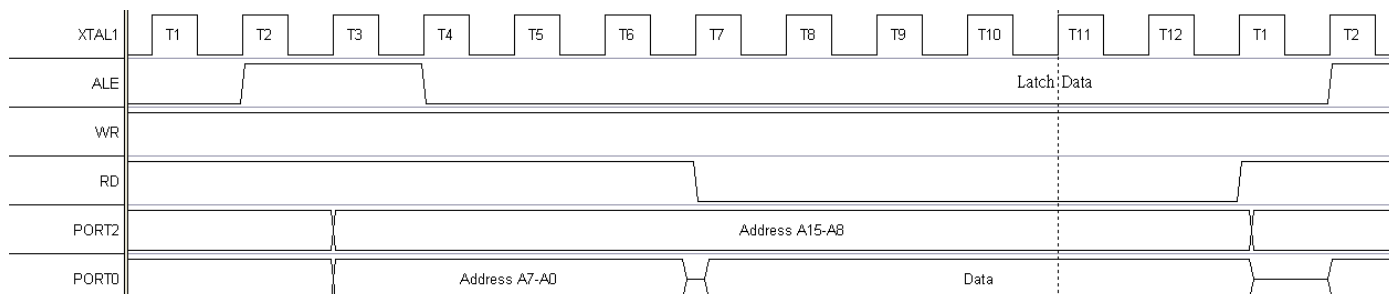 XTAL1 T1 T2 T3 T4 T5 T6 T7 T8 T9 T10 T11 T12 T1 T2
ALE Latch Data
WR
RD
PORT2 Address A15-A8
PORT0 Address A7-A0 Data